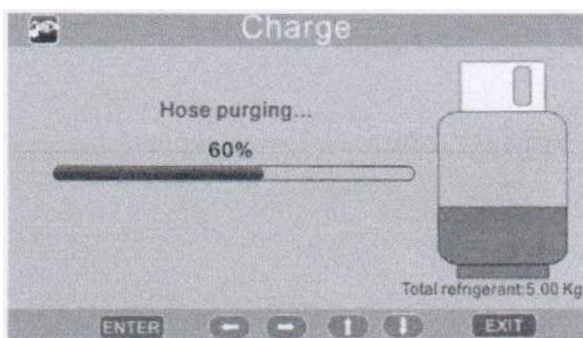 Charge
Hose purging...
60%
Total refrigerant:5.00 Kg
ENTER
EXIT